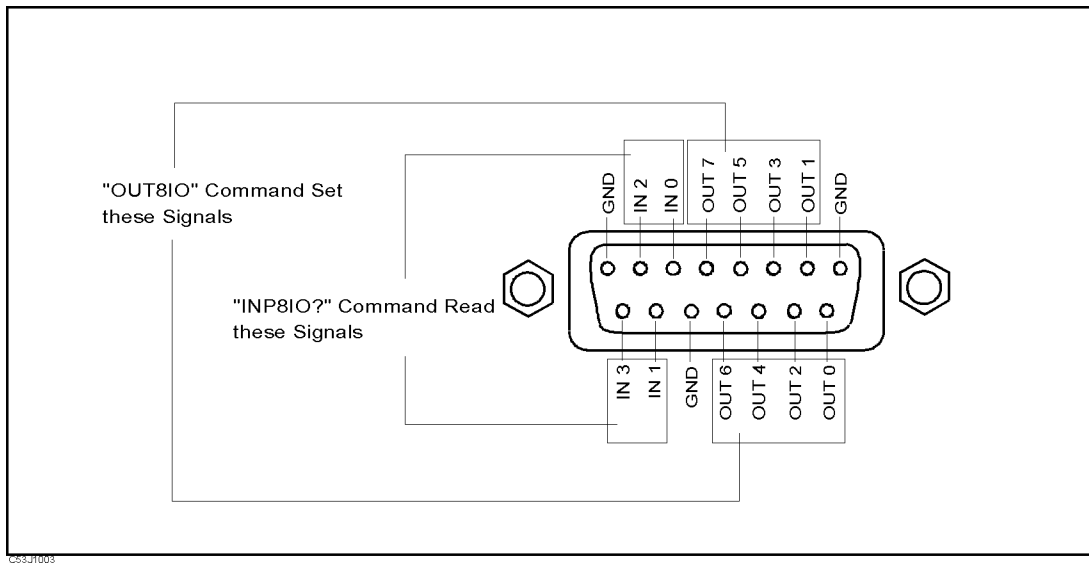 GND
IN 2
IN 0
OUT 7
OUT 5
OUT 3
OUT 1
GND
"OUT8IO" Command Set
these Signals
"INP8IO?" Command Read
these Signals
IN 3
IN 1
GND
OUT 6
OUT 4
OUT 2
OUT 0
C53J1003